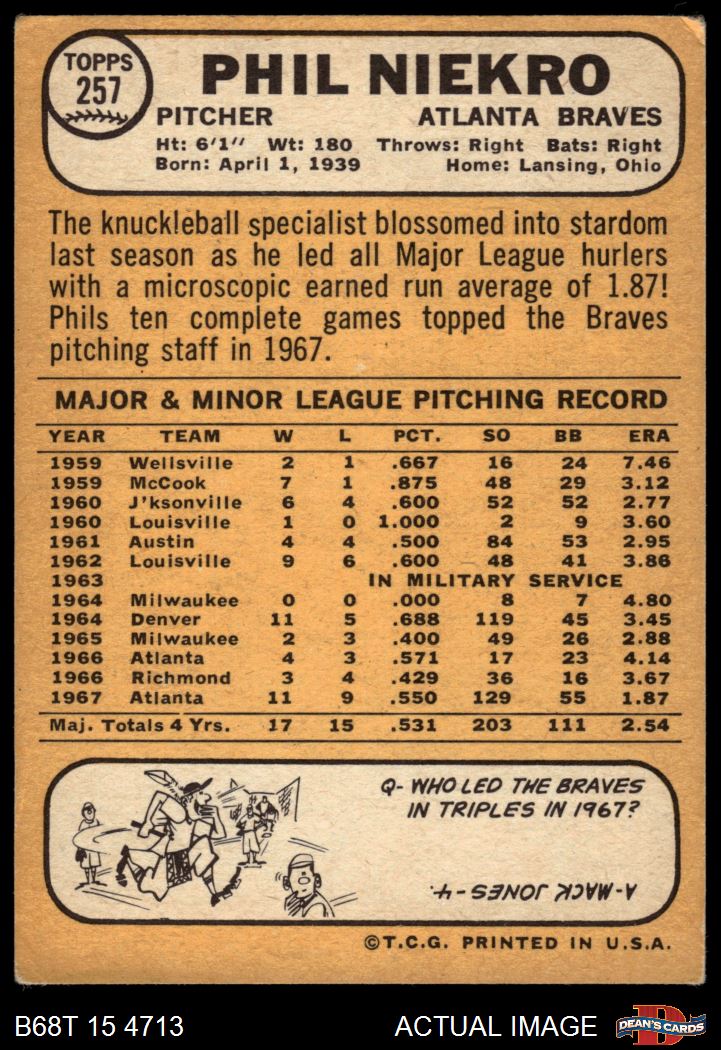 TOPPS
257
PHIL NIEKRO
PITCHER ATLANTA BRAVES
Ht: 6'1" Wt: 180 Throws: Right Bats: Right
Born: April 1, 1939 Home: Lansing, Ohio
The knuckleball specialist blossomed into stardom
last season as he led all Major League hurlers
with a microscopic earned run average of 1.87!
Phils ten complete games topped the Braves
pitching staff in 1967.
MAJOR & MINOR LEAGUE PITCHING RECORD
YEAR TEAM W L PCT. SO BB ERA
1959 Wellsville 2 1 .667 16 24 7.46
1959 McCook 7 1 .875 48 29 3.12
1960 J'ksonville 6 4 .600 52 52 2.77
1960 Louisville 1 0 1.000 2 9 3.60
1961 Austin 4 4 .500 84 53 2.95
1962 Louisville 9 6 .600 48 41 3.86
1963 IN MILITARY SERVICE
1964 Milwaukee 0 0 .000 8 7 4.80
1964 Denver 11 5 .688 119 45 3.45
1965 Milwaukee 2 3 .400 49 26 2.88
1966 Atlanta 4 3 .571 17 23 4.14
1966 Richmond 3 4 .429 36 16 3.67
1967 Atlanta 11 9 .550 129 55 1.87
Maj. Totals 4 Yrs. 17 15 .531 203 111 2.54
Q- WHO LED THE BRAVES
IN TRIPLES IN 1967?
A- MACK JONES - 4.
©T.C.G. PRINTED IN U.S.A.
B68T 15 4713 ACTUAL IMAGE
D
DEAN'S CARDS